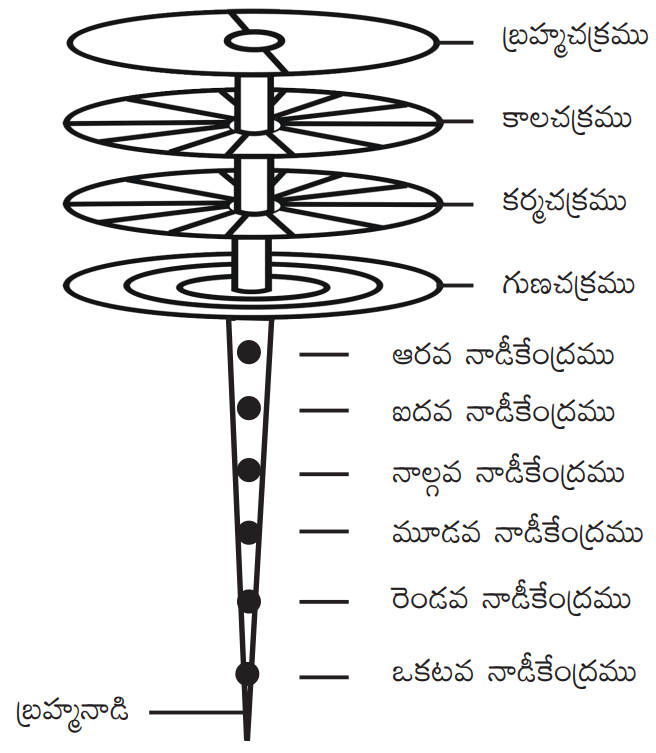 బ్రహ్మచక్రము
కాలచక్రము
కర్మచక్రము
గుణచక్రము
ఆరవ నాడీకేంద్రము
ఐదవ నాడీకేంద్రము
నాల్గవ నాడీకేంద్రము
మూడవ నాడీకేంద్రము
రెండవ నాడీకేంద్రము
ఒకటవ నాడీకేంద్రము
బ్రహ్మనాడి